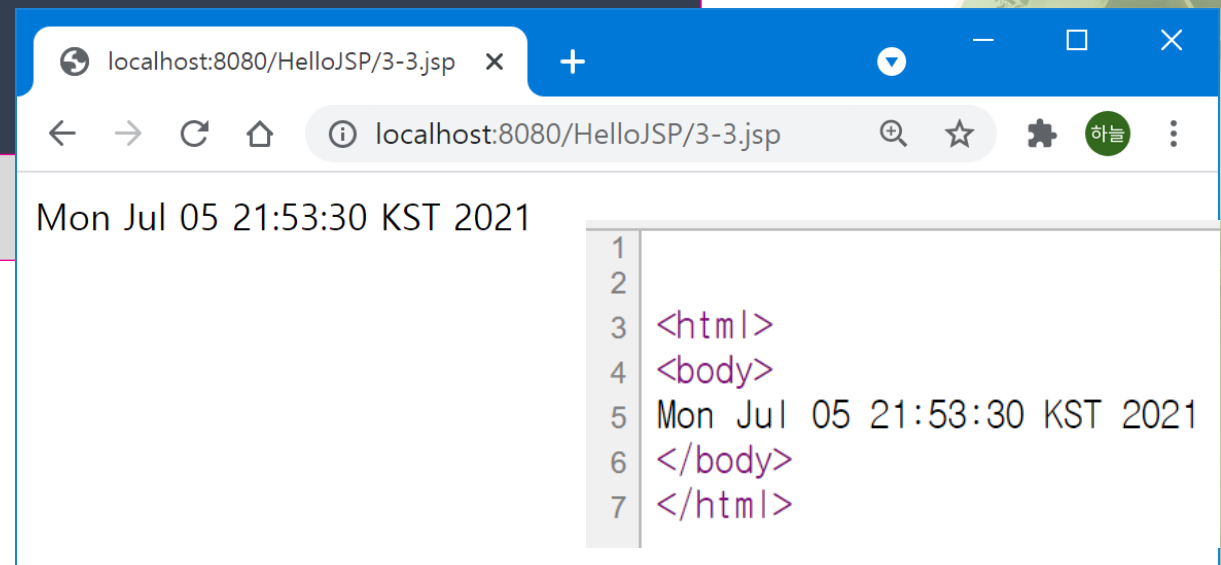 localhost:8080/HelloJSP/3-3.jsp
localhost:8080/HelloJSP/3-3.jsp
하늘
Mon Jul 05 21:53:30 KST 2021
1
2
3 <html>
4 <body>
5 Mon Jul 05 21:53:30 KST 2021
6 </body>
7 </html>